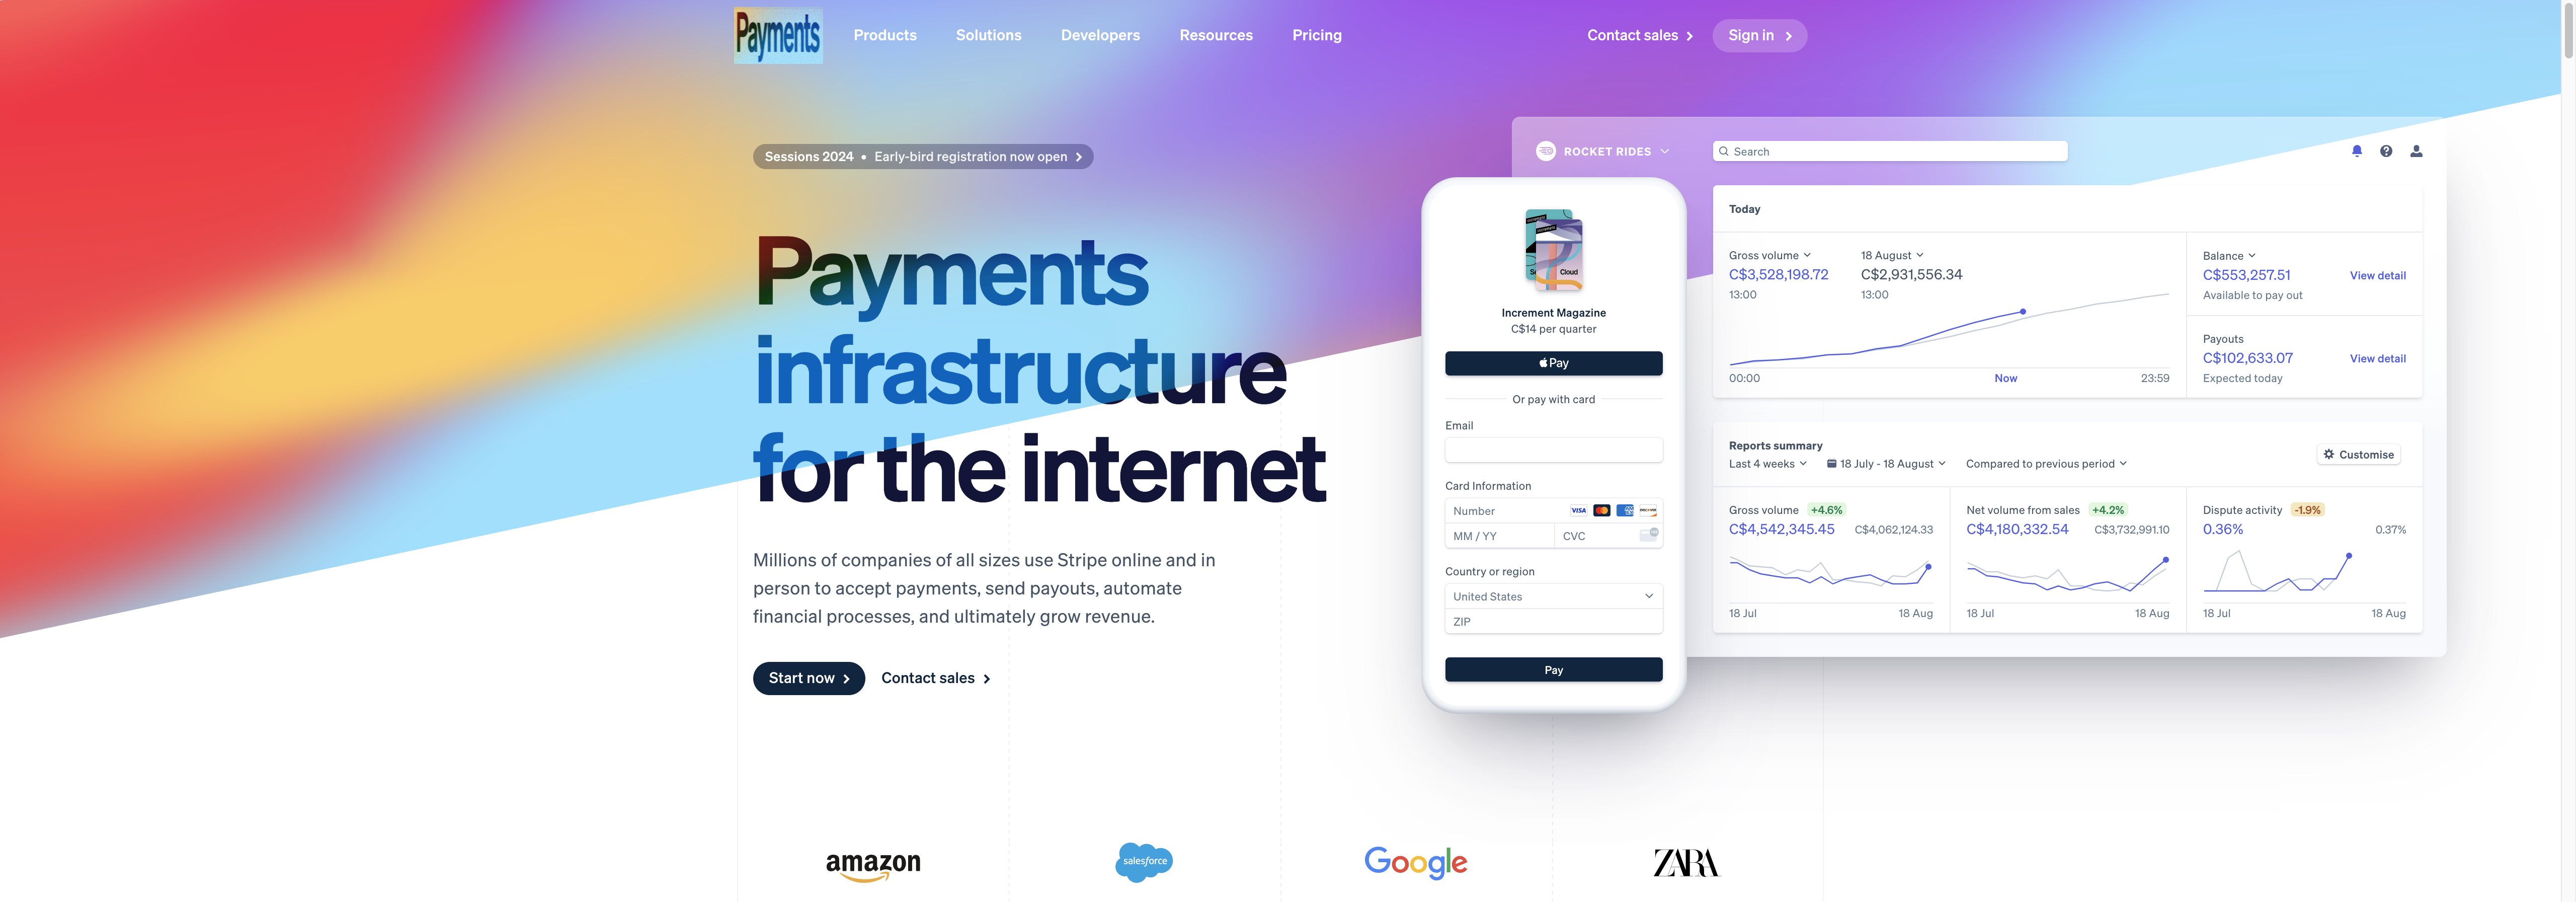 Payments
Products
Solutions
Developers
Resources
Pricing
Contact sales
Sign in
Sessions 2024 • Early-bird registration now open
Payments
infrastructure
for the internet
Millions of companies of all sizes use Stripe online and in
person to accept payments, send payouts, automate
financial processes, and ultimately grow revenue.
Start now
Contact sales
Cloud
Increment Magazine
C$14 per quarter
Pay
Or pay with card
Email
Card Information
Number
VISA
MM / YY
CVC
Country or region
United States
ZIP
Pay
ROCKET RIDES
Search
Today
Gross volume
C$3,528,198.72
13:00
18 August
C$2,931,556.34
13:00
00:00
Now
23:59
Balance
C$553,257.51
View detail
Available to pay out
Payouts
C$102,633.07
View detail
Expected today
Reports summary
Last 4 weeks
18 July - 18 August
Compared to previous period
Customise
Gross volume +4.6%
C$4,542,345.45 C$4,062,124.33
18 Jul 18 Aug
Net volume from sales +4.2%
C$4,180,332.54 C$3,732,991.10
18 Jul 18 Aug
Dispute activity -1.9%
0.36% 0.37%
18 Jul 18 Aug
amazon
salesforce
Google
ZARA